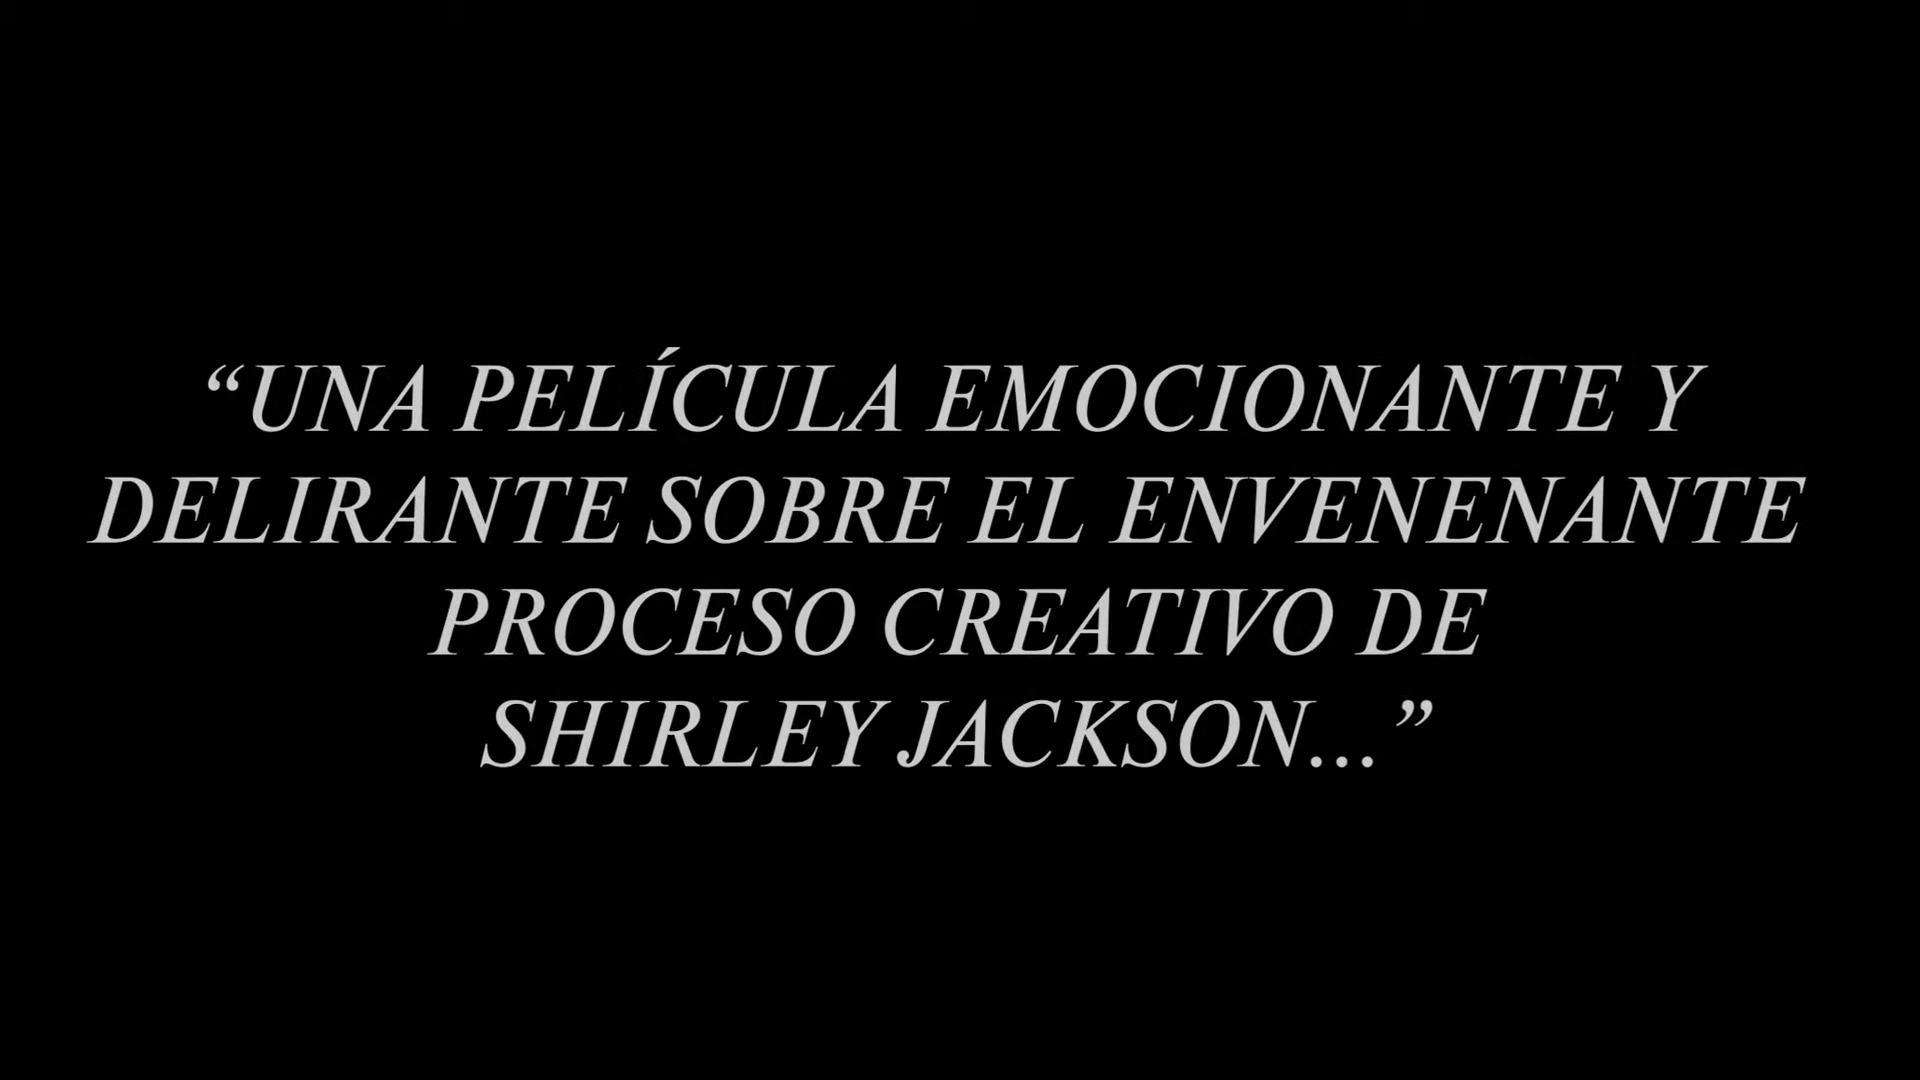 “UNA PELÍCULA EMOCIONANTE Y
DELIRANTE SOBRE EL ENVENENANTE
PROCESO CREATIVO DE
SHIRLEY JACKSON...”